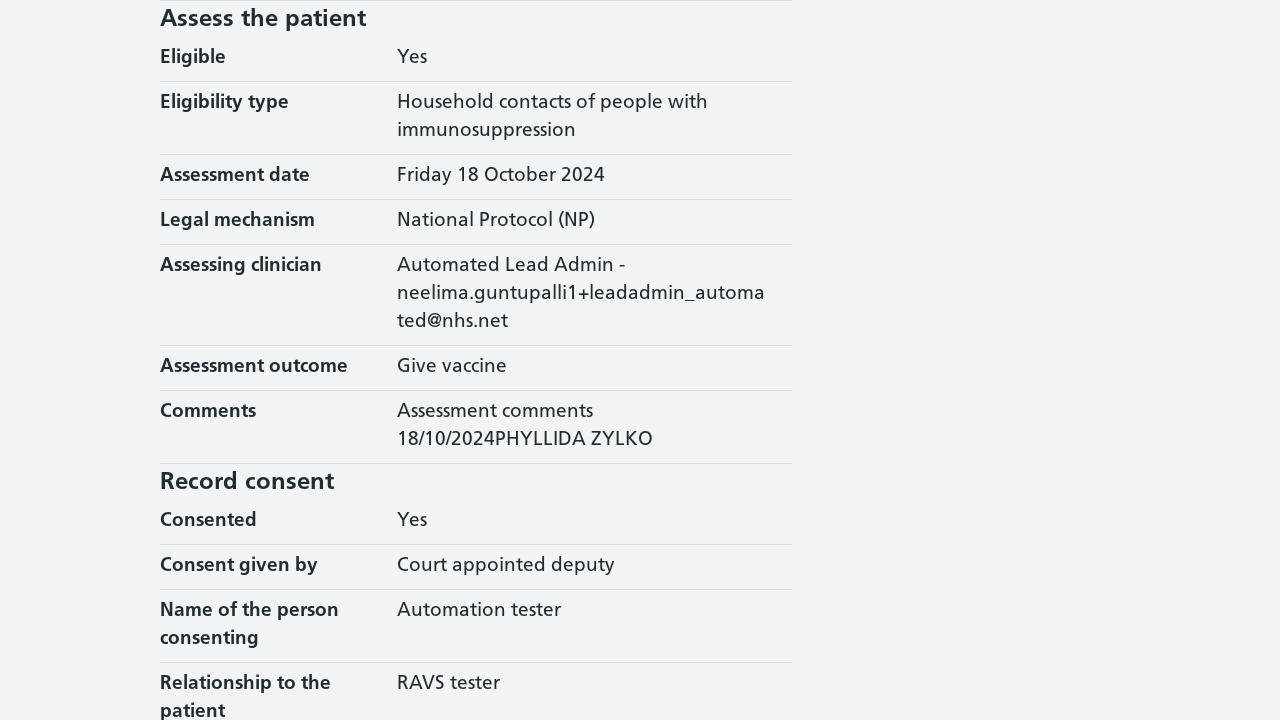 Assess the patient
Eligible Yes
Eligibility type Household contacts of people with
immunosuppression
Assessment date Friday 18 October 2024
Legal mechanism National Protocol (NP)
Assessing clinician Automated Lead Admin -
neelima.guntupalli1+leadadmin_automa
ted@nhs.net
Assessment outcome Give vaccine
Comments Assessment comments
18/10/2024PHYLLIDA ZYLKO
Record consent
Consented Yes
Consent given by Court appointed deputy
Name of the person Automation tester
consenting
Relationship to the RAVS tester
patient